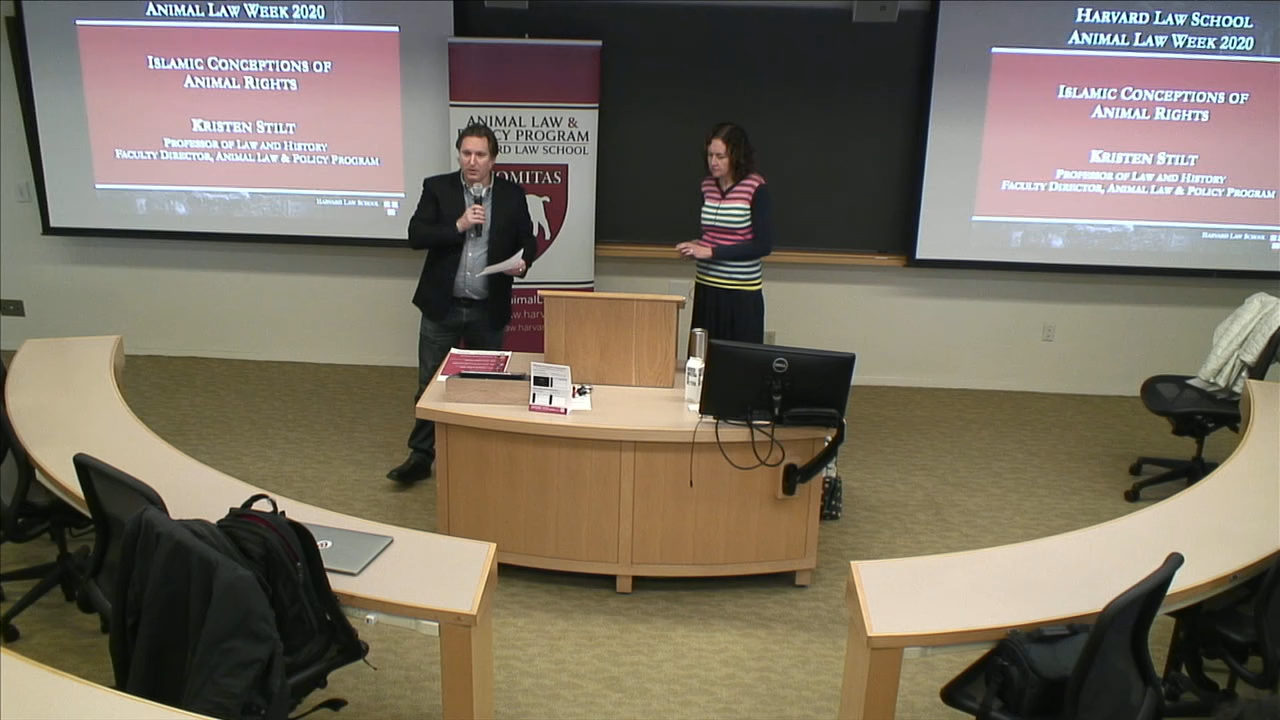 ANIMAL LAW WEEK 2020
ISLAMIC CONCEPTIONS OF
ANIMAL RIGHTS
KRISTEN STILT
PROFESSOR OF LAW AND HISTORY
FACULTY DIRECTOR, ANIMAL LAW & POLICY PROGRAM
HARVARD LAW SCHOOL
ANIMAL LAW &
CY PROGRAM
RD LAW SCHOOL
OMITAS
DELL
HARVARD LAW SCHOOL
ANIMAL LAW WEEK 2020
ISLAMIC CONCEPTIONS OF
ANIMAL RIGHTS
KRISTEN STILT
PROFESSOR OF LAW AND HISTORY
FACULTY DIRECTOR, ANIMAL LAW & POLICY PROGRAM
HARVARD LAW SCHOOL